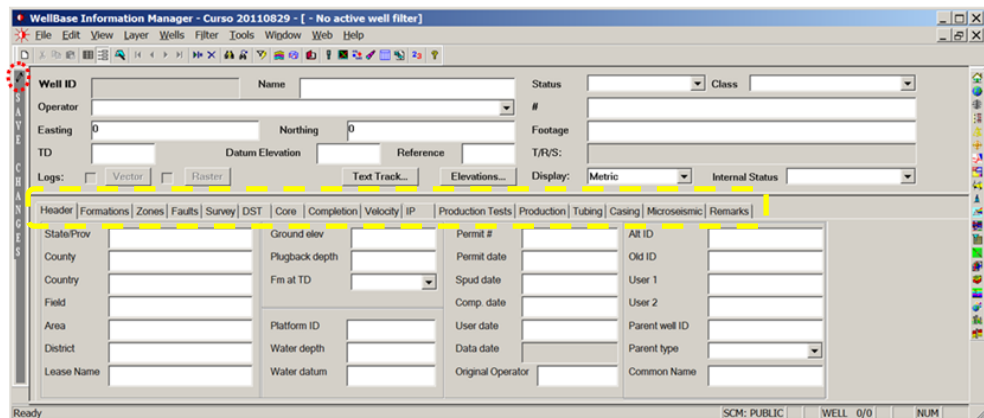 WellBase Information Manager - Curso 20110829 - [ - No active well filter]
File Edit View Layer Wells Filter Tools Window Web Help
SAVE CHANGES
Well ID Name Status Class
Operator #
Easting 0 Northing 0 Footage
TD Datum Elevation Reference T/R/S:
Logs: Vector Raster Text Track... Elevations... Display: Metric Internal Status
Header Formations Zones Faults Survey DST Core Completion Velocity IP Production Tests Production Tubing Casing Microseismic Remarks
State/Prov Ground elev Permit # Alt ID
County Plugback depth Permit date Old ID
Country Fm at TD Spud date User 1
Field Comp. date User 2
Area Platform ID User date Parent well ID
District Water depth Data date Parent type
Lease Name Water datum Original Operator Common Name
Ready SCM: PUBLIC WELL 0/0 NUM